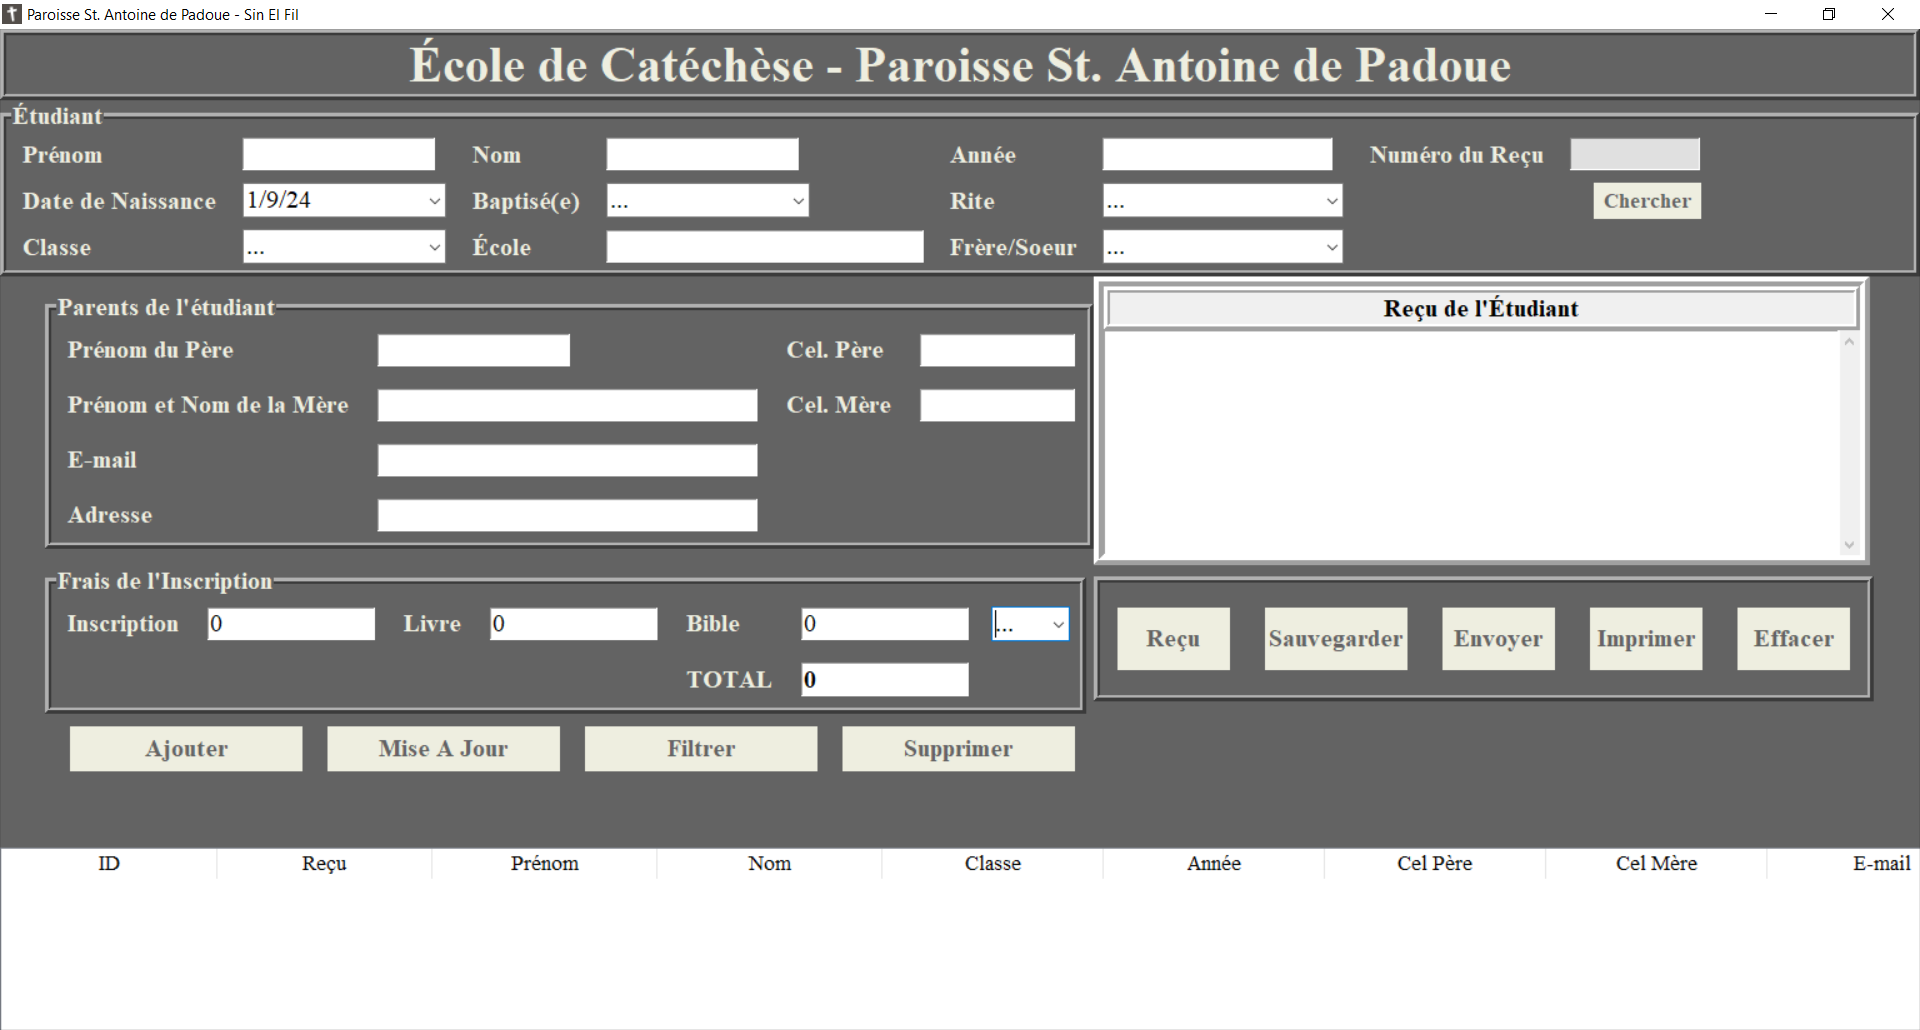 Paroisse St. Antoine de Padoue - Sin El Fil
École de Catéchèse - Paroisse St. Antoine de Padoue
Étudiant
Prénom Nom Année Numéro du Reçu
Date de Naissance 1/9/24 Baptisé(e) ... Rite ... Chercher
Classe ... École Frère/Soeur ...
Parents de l'étudiant
Prénom du Père Cel. Père
Prénom et Nom de la Mère Cel. Mère
E-mail
Adresse
Reçu de l'Étudiant
Frais de l'Inscription
Inscription 0 Livre 0 Bible 0 ...
TOTAL 0
Reçu Sauvegarder Envoyer Imprimer Effacer
Ajouter Mise A Jour Filtrer Supprimer
ID Reçu Prénom Nom Classe Année Cel Père Cel Mère E-mail